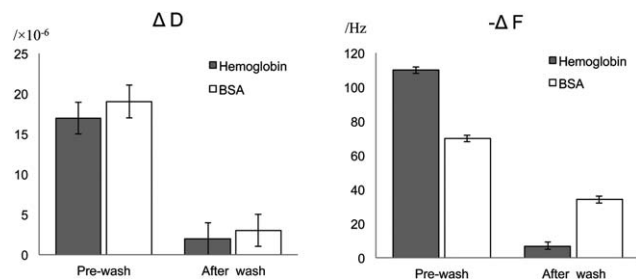 Δ D
/×10⁻⁶
25
20
15
10
5
0
Hemoglobin
BSA
Pre-wash
After wash
-Δ F
/Hz
120
100
80
60
40
20
0
Hemoglobin
BSA
Pre-wash
After wash